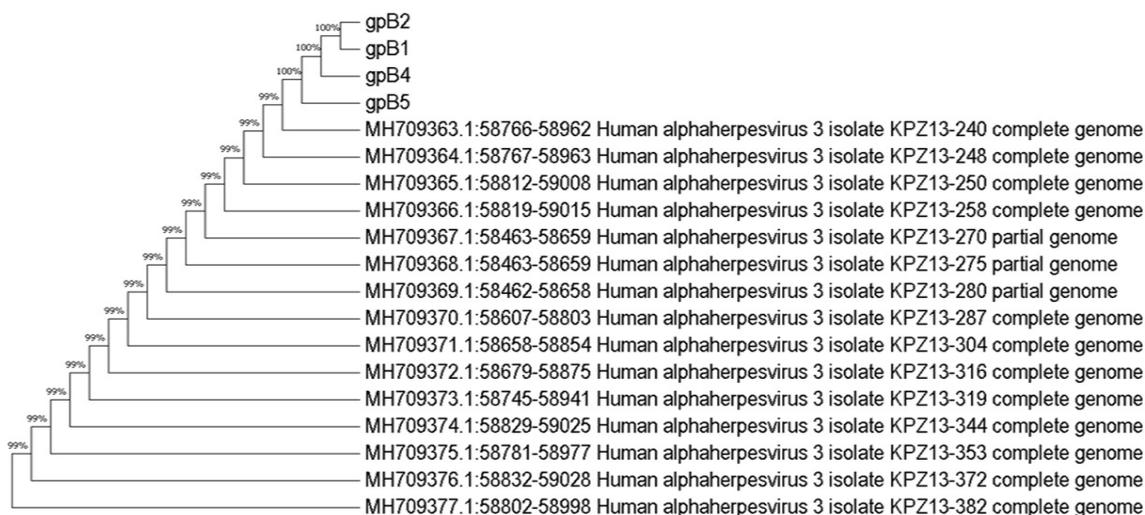 gpB2
100%
gpB1
100%
gpB4
100%
gpB5
99%
MH709363.1:58766-58962 Human alphaherpesvirus 3 isolate KPZ13-240 complete genome
99%
MH709364.1:58767-58963 Human alphaherpesvirus 3 isolate KPZ13-248 complete genome
99%
MH709365.1:58812-59008 Human alphaherpesvirus 3 isolate KPZ13-250 complete genome
99%
MH709366.1:58819-59015 Human alphaherpesvirus 3 isolate KPZ13-258 complete genome
99%
MH709367.1:58463-58659 Human alphaherpesvirus 3 isolate KPZ13-270 partial genome
99%
MH709368.1:58463-58659 Human alphaherpesvirus 3 isolate KPZ13-275 partial genome
99%
MH709369.1:58462-58658 Human alphaherpesvirus 3 isolate KPZ13-280 partial genome
99%
MH709370.1:58607-58803 Human alphaherpesvirus 3 isolate KPZ13-287 complete genome
99%
MH709371.1:58658-58854 Human alphaherpesvirus 3 isolate KPZ13-304 complete genome
99%
MH709372.1:58679-58875 Human alphaherpesvirus 3 isolate KPZ13-316 complete genome
99%
MH709373.1:58745-58941 Human alphaherpesvirus 3 isolate KPZ13-319 complete genome
99%
MH709374.1:58829-59025 Human alphaherpesvirus 3 isolate KPZ13-344 complete genome
99%
MH709375.1:58781-58977 Human alphaherpesvirus 3 isolate KPZ13-353 complete genome
MH709376.1:58832-59028 Human alphaherpesvirus 3 isolate KPZ13-372 complete genome
MH709377.1:58802-58998 Human alphaherpesvirus 3 isolate KPZ13-382 complete genome